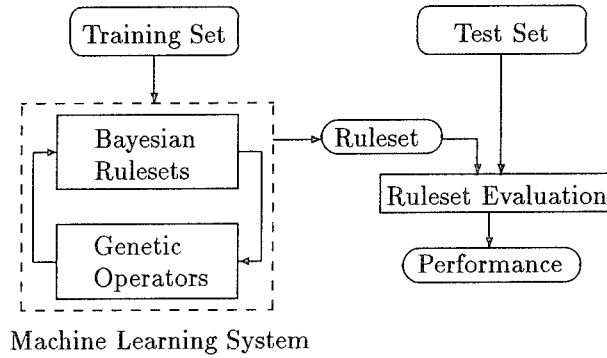 Training Set
Test Set
Bayesian
Rulesets
Ruleset
Ruleset Evaluation
Genetic
Operators
Performance
Machine Learning System